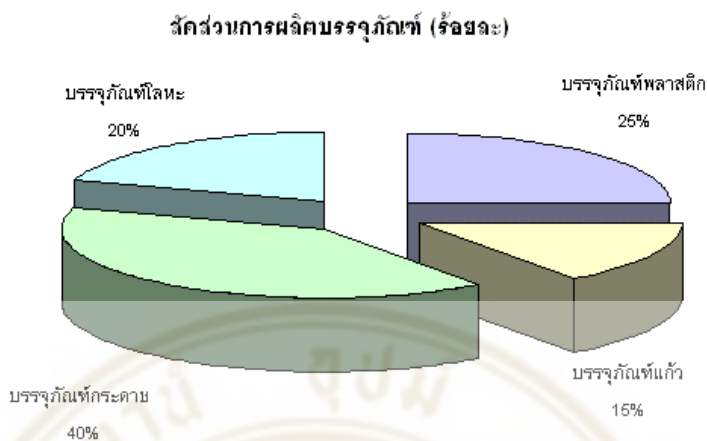 สัดส่วนการผลิตบรรจุภัณฑ์ (ร้อยละ)
บรรจุภัณฑ์โลหะ
20%
บรรจุภัณฑ์พลาสติก
25%
บรรจุภัณฑ์แก้ว
15%
บรรจุภัณฑ์กระดาษ
40%